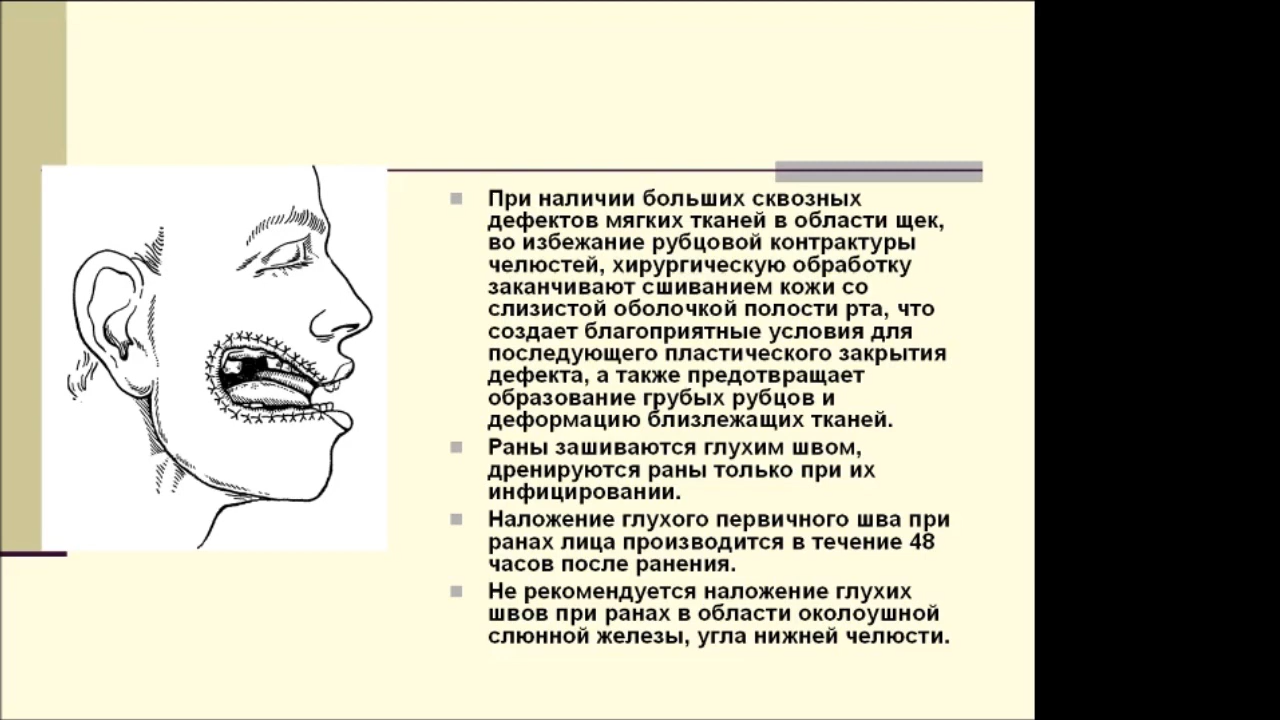 При наличии больших сквозных
дефектов мягких тканей в области щек,
во избежание рубцовой контрактуры
челюстей, хирургическую обработку
заканчивают сшиванием кожи со
слизистой оболочкой полости рта, что
создает благоприятные условия для
последующего пластического закрытия
дефекта, а также предотвращает
образование грубых рубцов и
деформацию близлежащих тканей.
Раны зашиваются глухим швом,
дренируются раны только при их
инфицировании.
Наложение глухого первичного шва при
ранах лица производится в течение 48
часов после ранения.
Не рекомендуется наложение глухих
швов при ранах в области околоушной
слюнной железы, угла нижней челюсти.